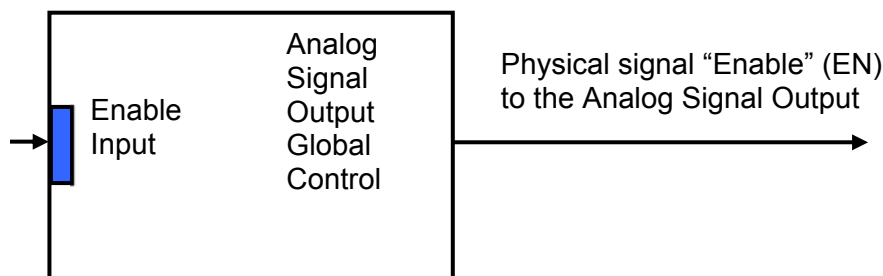 Enable
Input
Analog
Signal
Output
Global
Control
Physical signal “Enable” (EN)
to the Analog Signal Output